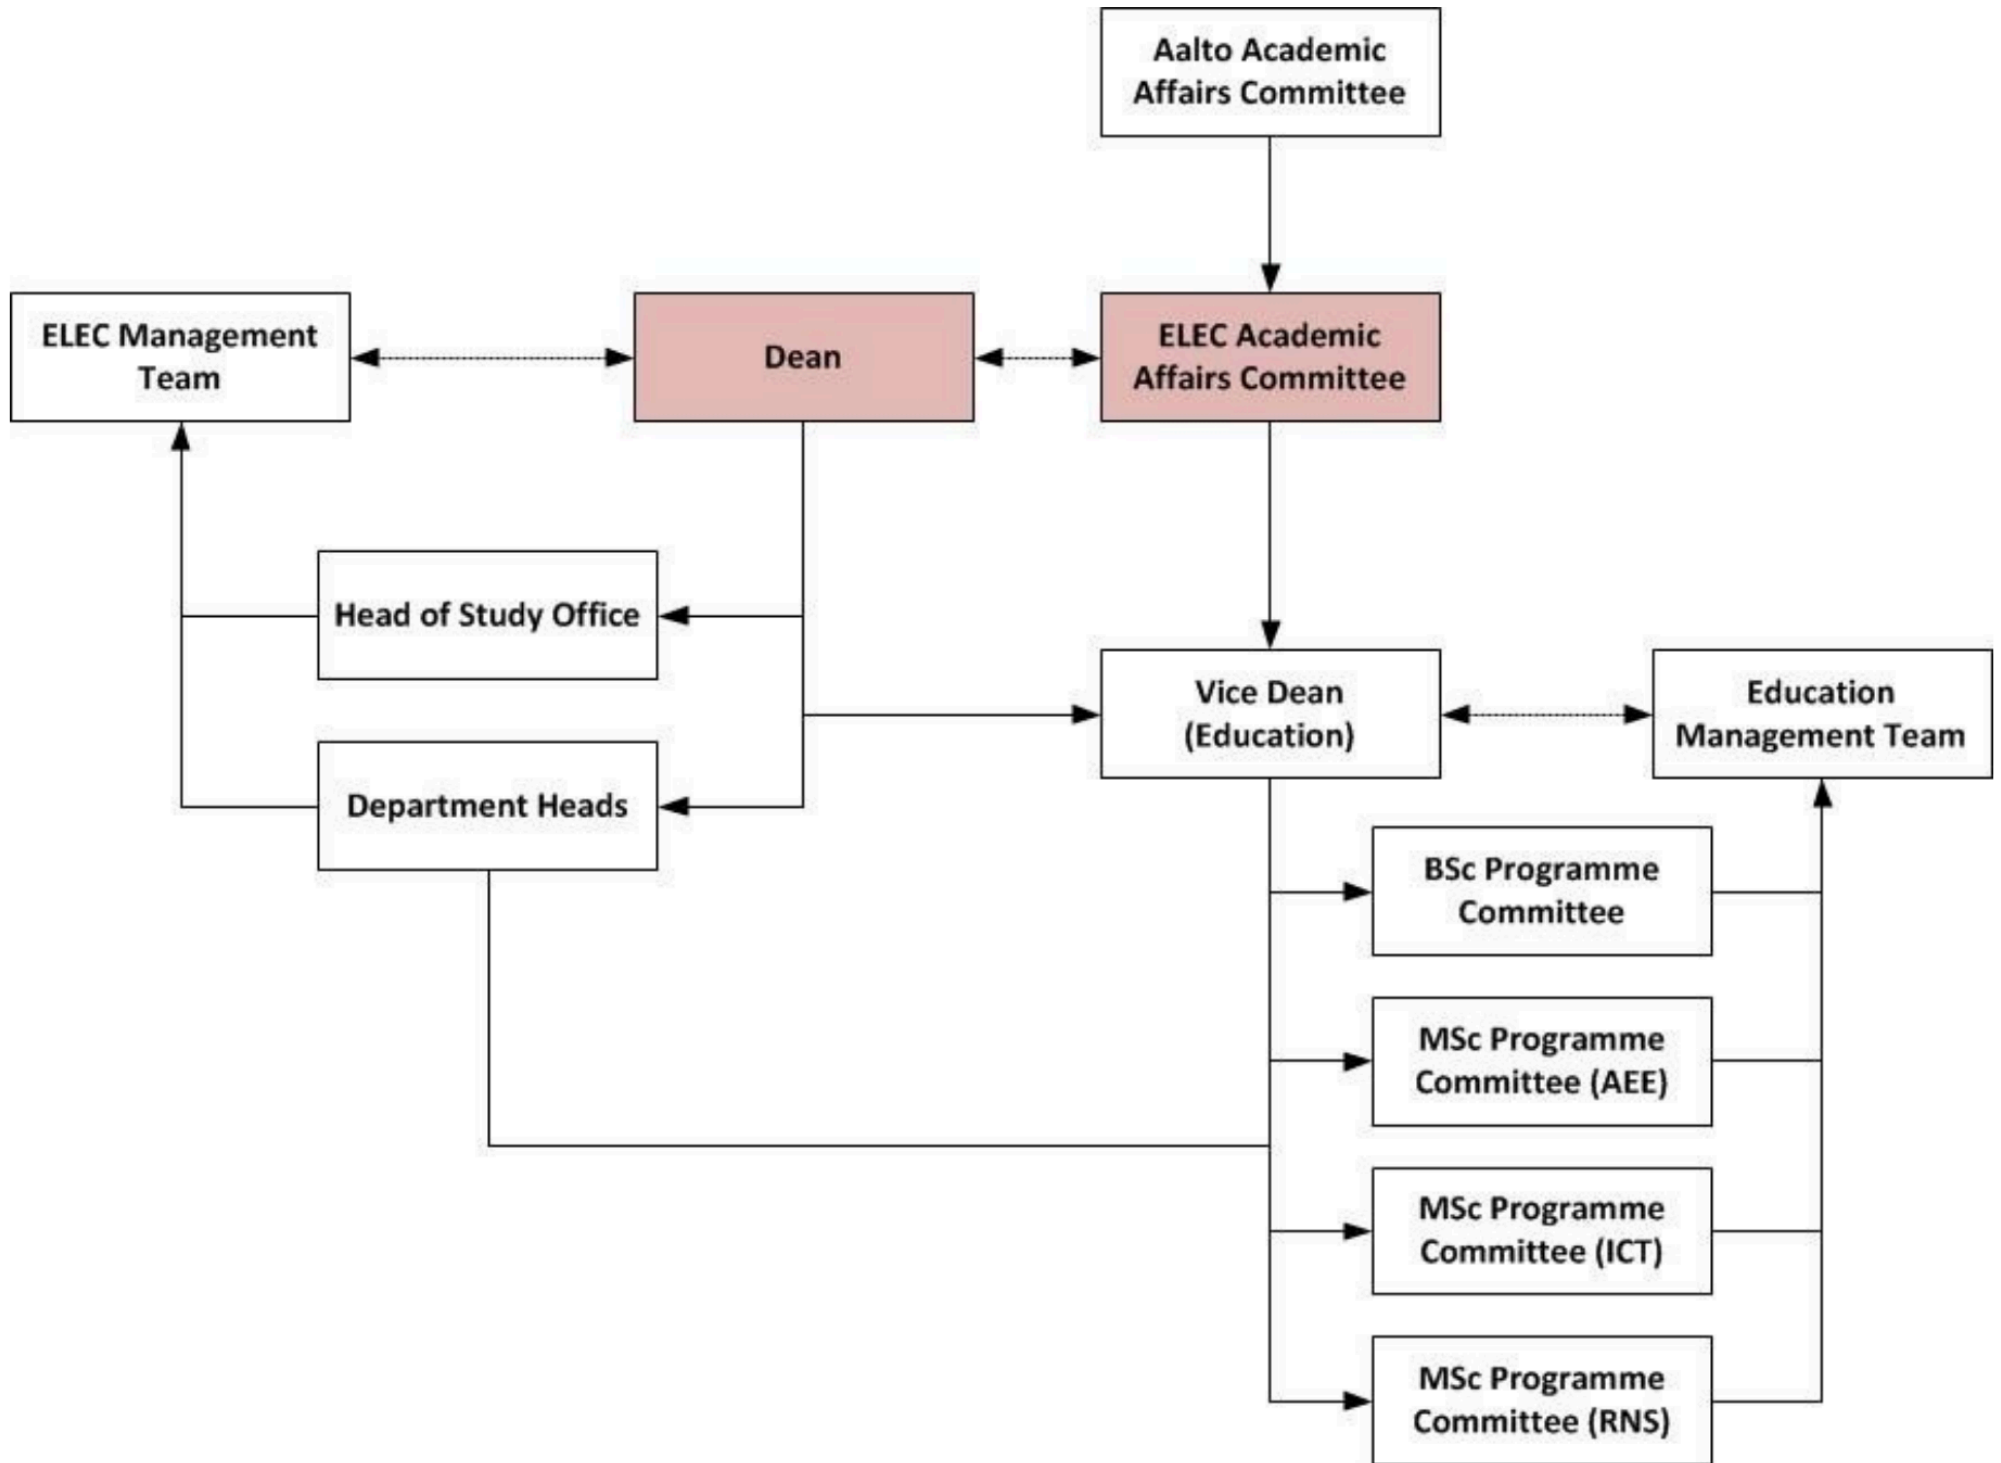 Aalto Academic
Affairs Committee
ELEC Management
Team
Dean
ELEC Academic
Affairs Committee
Head of Study Office
Vice Dean
(Education)
Education
Management Team
Department Heads
BSc Programme
Committee
MSc Programme
Committee (AEE)
MSc Programme
Committee (ICT)
MSc Programme
Committee (RNS)